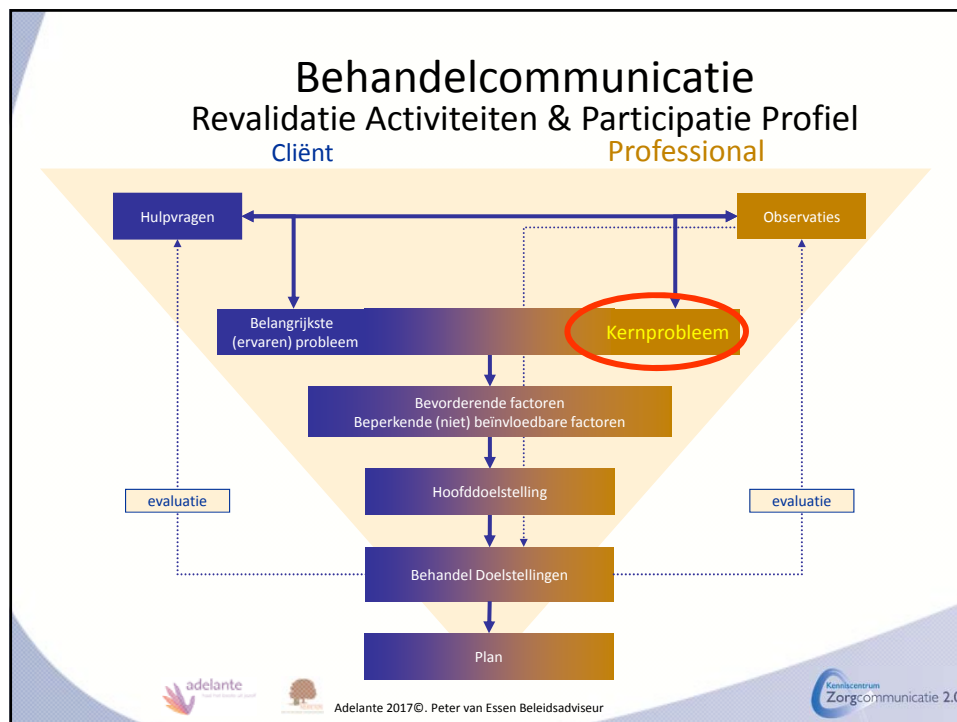 Behandelcommunicatie
Revalidatie Activiteiten & Participatie Profiel
Cliënt
Professional
Hulpvragen
Observaties
Belangrijkste
(ervaren) probleem
Kernprobleem
Bevorderende factoren
Beperkende (niet) beïnvloedbare factoren
Hoofddoelstelling
evaluatie
evaluatie
Behandel Doelstellingen
Plan
adelante
Adelante 2017©. Peter van Essen Beleidsadviseur
Kenniscentrum
Zorgcommunicatie 2.0